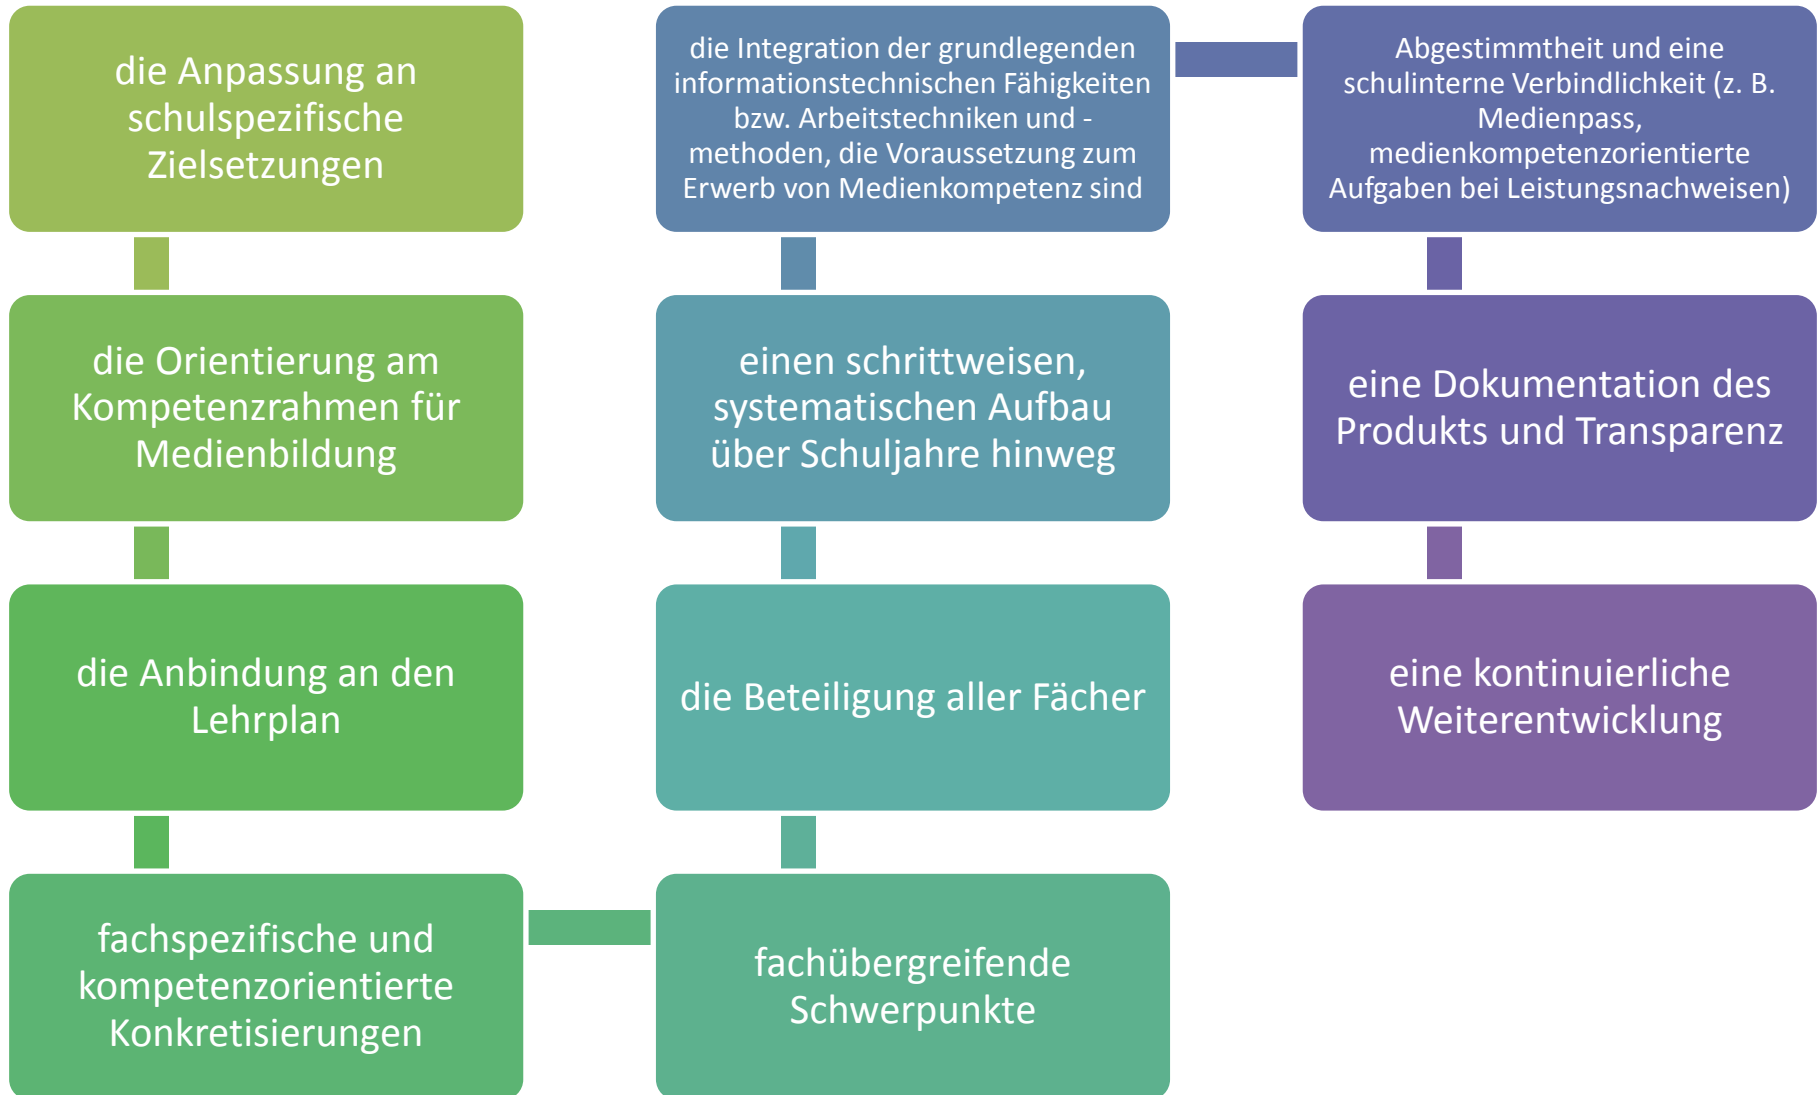 die Anpassung an
schulspezifische
Zielsetzungen
die Orientierung am
Kompetenzrahmen für
Medienbildung
die Anbindung an den
Lehrplan
fachspezifische und
kompetenzorientierte
Konkretisierungen
fachübergreifende
Schwerpunkte
die Beteiligung aller Fächer
einen schrittweisen,
systematischen Aufbau
über Schuljahre hinweg
die Integration der grundlegenden
informationstechnischen Fähigkeiten
bzw. Arbeitstechniken und -
methoden, die Voraussetzung zum
Erwerb von Medienkompetenz sind
Abgestimmtheit und eine
schulinterne Verbindlichkeit (z. B.
Medienpass,
medienkompetenzorientierte
Aufgaben bei Leistungsnachweisen)
eine Dokumentation des
Produkts und Transparenz
eine kontinuierliche
Weiterentwicklung